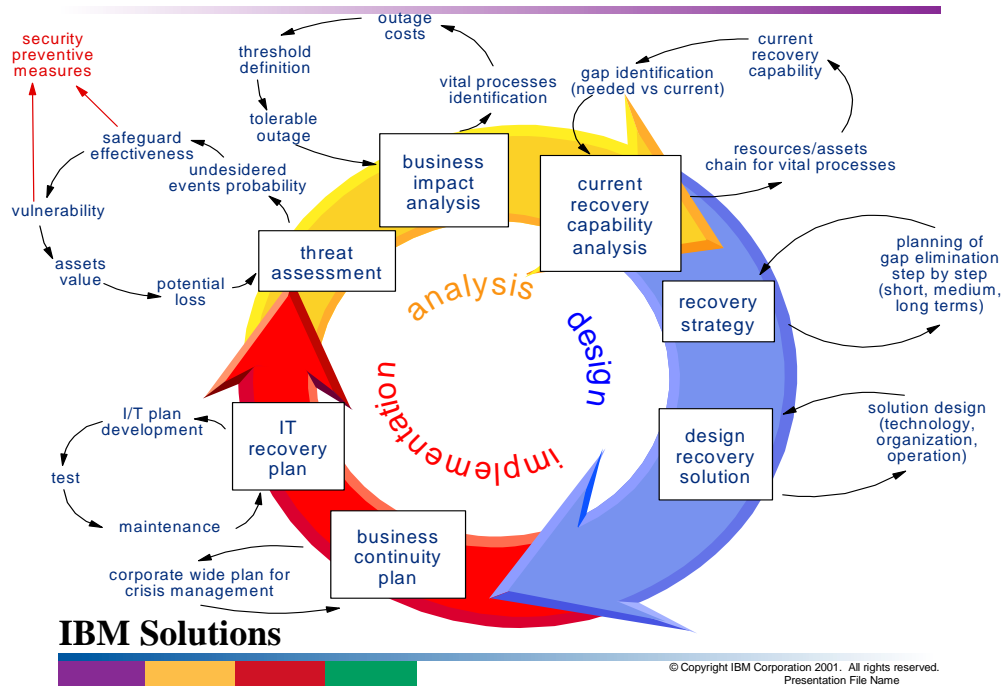 outage
costs
security
preventive
measures
threshold
definition
vital processes
identification
tolerable
outage
gap identification
(needed vs current)
current
recovery
capability
resources/assets
chain for vital processes
safeguard
effectiveness
undesidered
events probability
vulnerability
assets
value
potential
loss
threat
assessment
business
impact
analysis
current
recovery
capability
analysis
planning of
gap elimination
step by step
(short, medium,
long terms)
recovery
strategy
analysis
design
implementation
solution design
(technology,
organization,
operation)
design
recovery
solution
I/T plan
development
test
maintenance
IT
recovery
plan
business
continuity
plan
corporate wide plan for
crisis management
IBM Solutions
© Copyright IBM Corporation 2001. All rights reserved.
Presentation File Name